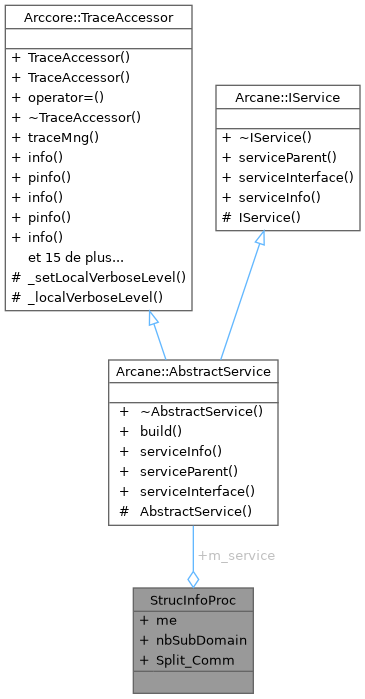 Arccore::TraceAccessor
+ TraceAccessor()
+ TraceAccessor()
+ operator=()
+ ~TraceAccessor()
+ traceMng()
+ info()
+ pinfo()
+ info()
+ pinfo()
+ info()
et 15 de plus...
# _setLocalVerboseLevel()
# _localVerboseLevel()
Arcane::IService
+ ~IService()
+ serviceParent()
+ serviceInterface()
+ serviceInfo()
# IService()
Arcane::AbstractService
+ ~AbstractService()
+ build()
+ serviceInfo()
+ serviceParent()
+ serviceInterface()
# AbstractService()
+m_service
StrucInfoProc
+ me
+ nbSubDomain
+ Split_Comm